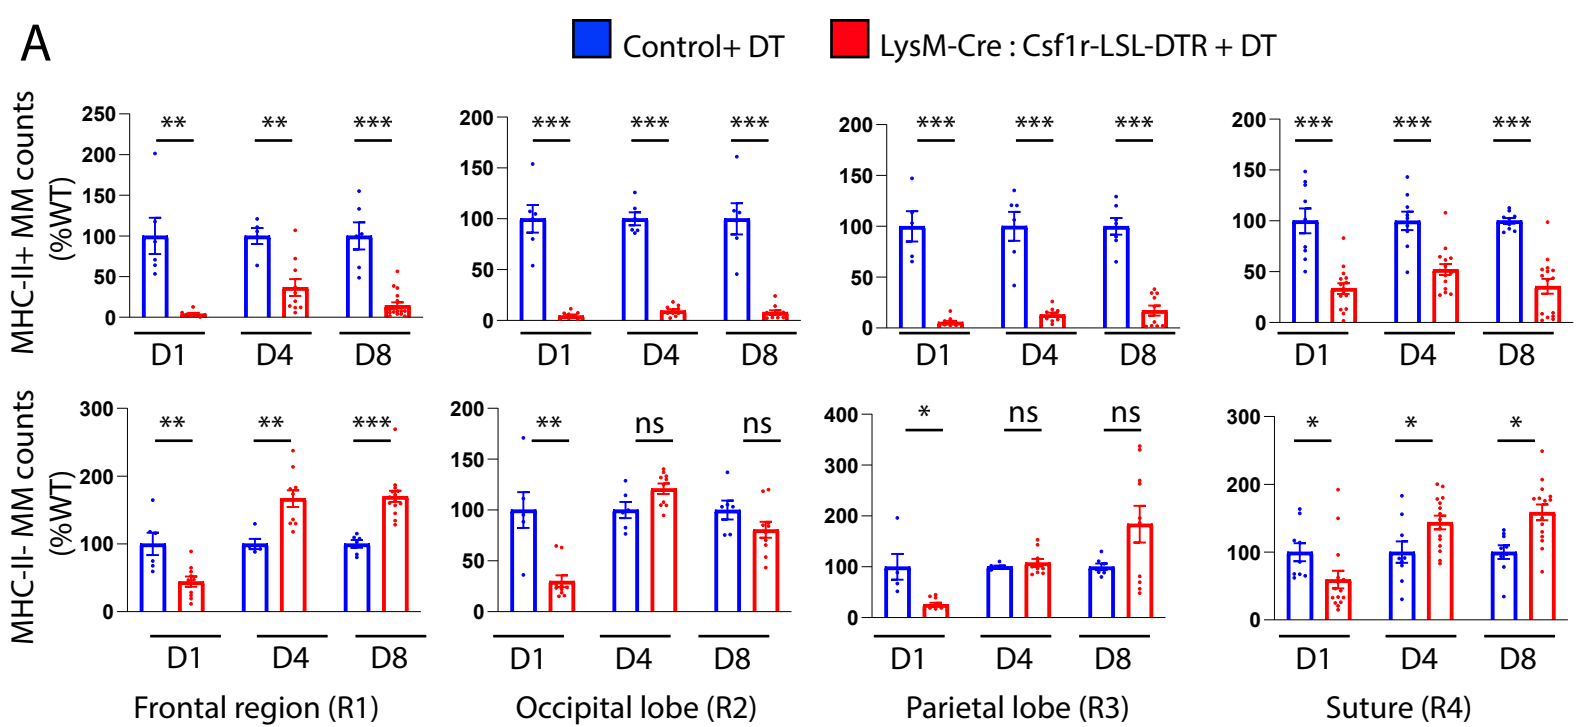 A
Control+ DT
LysM-Cre : Csf1r-LSL-DTR + DT
MHC-II+ MM counts
(%WT)
250
200
150
100
50
0
**
**
***
D1
D4
D8
200
150
100
50
0
***
***
***
D1
D4
D8
200
150
100
50
0
***
***
***
D1
D4
D8
200
150
100
50
0
***
***
***
D1
D4
D8
MHC-II- MM counts
(%WT)
300
200
100
0
**
**
***
D1
D4
D8
Frontal region (R1)
200
150
100
50
0
**
ns
ns
D1
D4
D8
Occipital lobe (R2)
400
300
200
100
0
*
ns
ns
D1
D4
D8
Parietal lobe (R3)
300
200
100
0
*
*
*
D1
D4
D8
Suture (R4)